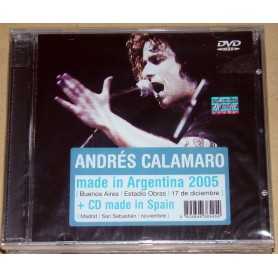 DVD
ANDRÉS CALAMARO
made in Argentina 2005
| Buenos Aires | Estadio Obras | 17 de diciembre |
+ CD made in Spain
| Madrid | San Sebastián | noviembre |